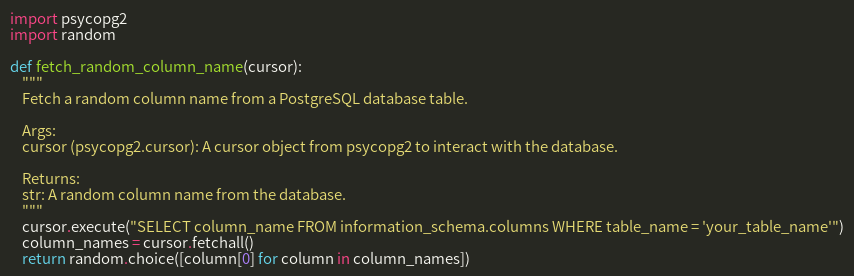 import psycopg2
import random
def fetch_random_column_name(cursor):
"""
Fetch a random column name from a PostgreSQL database table.
Args:
cursor (psycopg2.cursor): A cursor object from psycopg2 to interact with the database.
Returns:
str: A random column name from the database.
"""
cursor.execute("SELECT column_name FROM information_schema.columns WHERE table_name = 'your_table_name'")
column_names = cursor.fetchall()
return random.choice([column[0] for column in column_names])